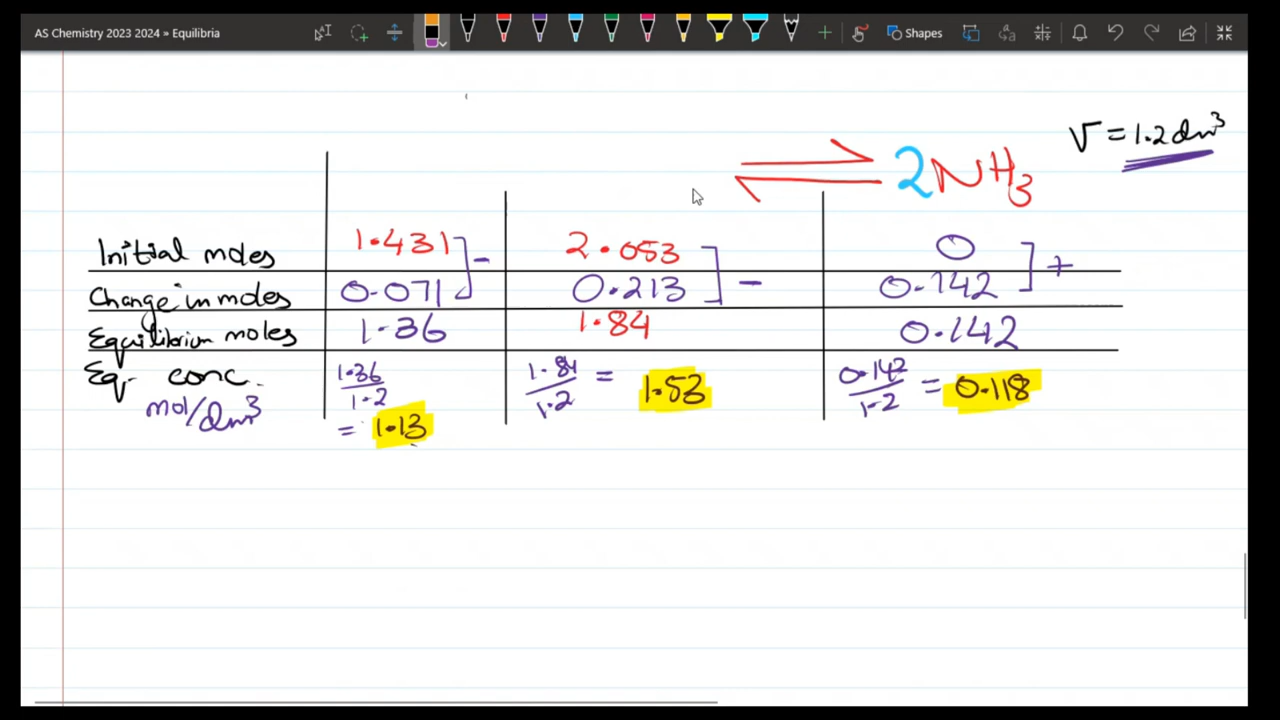 AS Chemistry 2023 2024 » Equilibria
Shapes
V = 1.2 dm³
⇌ 2NH₃
Initial moles 1.431 ] - 2.053 ] - 0 ] +
Change in moles 0.071 0.213 0.142
Equilibrium moles 1.36 1.84 0.142
Eq. conc. mol/dm³ 1.36/1.2 = 1.13 1.84/1.2 = 1.53 0.142/1.2 = 0.118